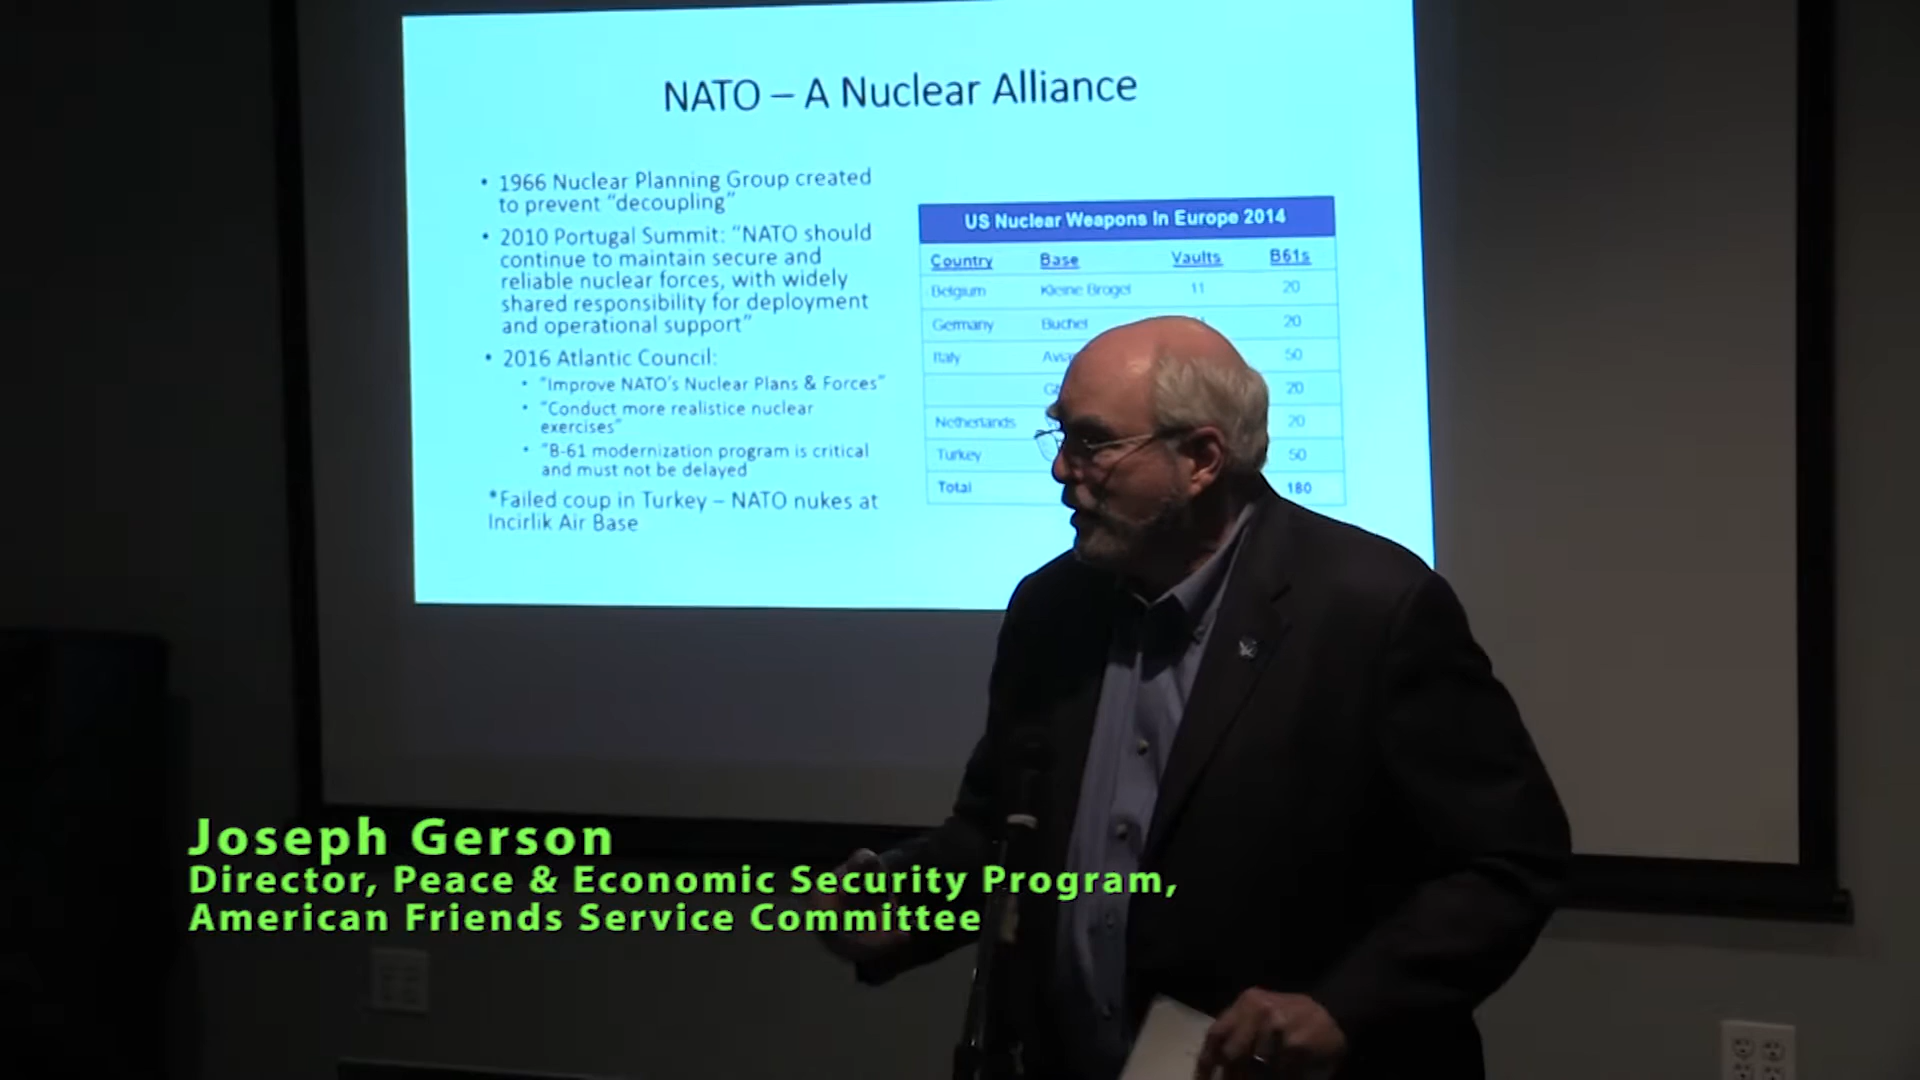 NATO – A Nuclear Alliance
• 1966 Nuclear Planning Group created
to prevent “decoupling”
• 2010 Portugal Summit: “NATO should
continue to maintain secure and
reliable nuclear forces, with widely
shared responsibility for deployment
and operational support”
• 2016 Atlantic Council:
• “Improve NATO’s Nuclear Plans & Forces”
• “Conduct more realistice nuclear
exercises”
• “B-61 modernization program is critical
and must not be delayed
*Failed coup in Turkey – NATO nukes at
Incirlik Air Base
US Nuclear Weapons In Europe 2014
Country Base Vaults B61s
Belgium Kleine Brogel 11 20
Germany Buchel 20
Italy 50
20
Netherlands 20
Turkey 50
Total 180
Joseph Gerson
Director, Peace & Economic Security Program,
American Friends Service Committee